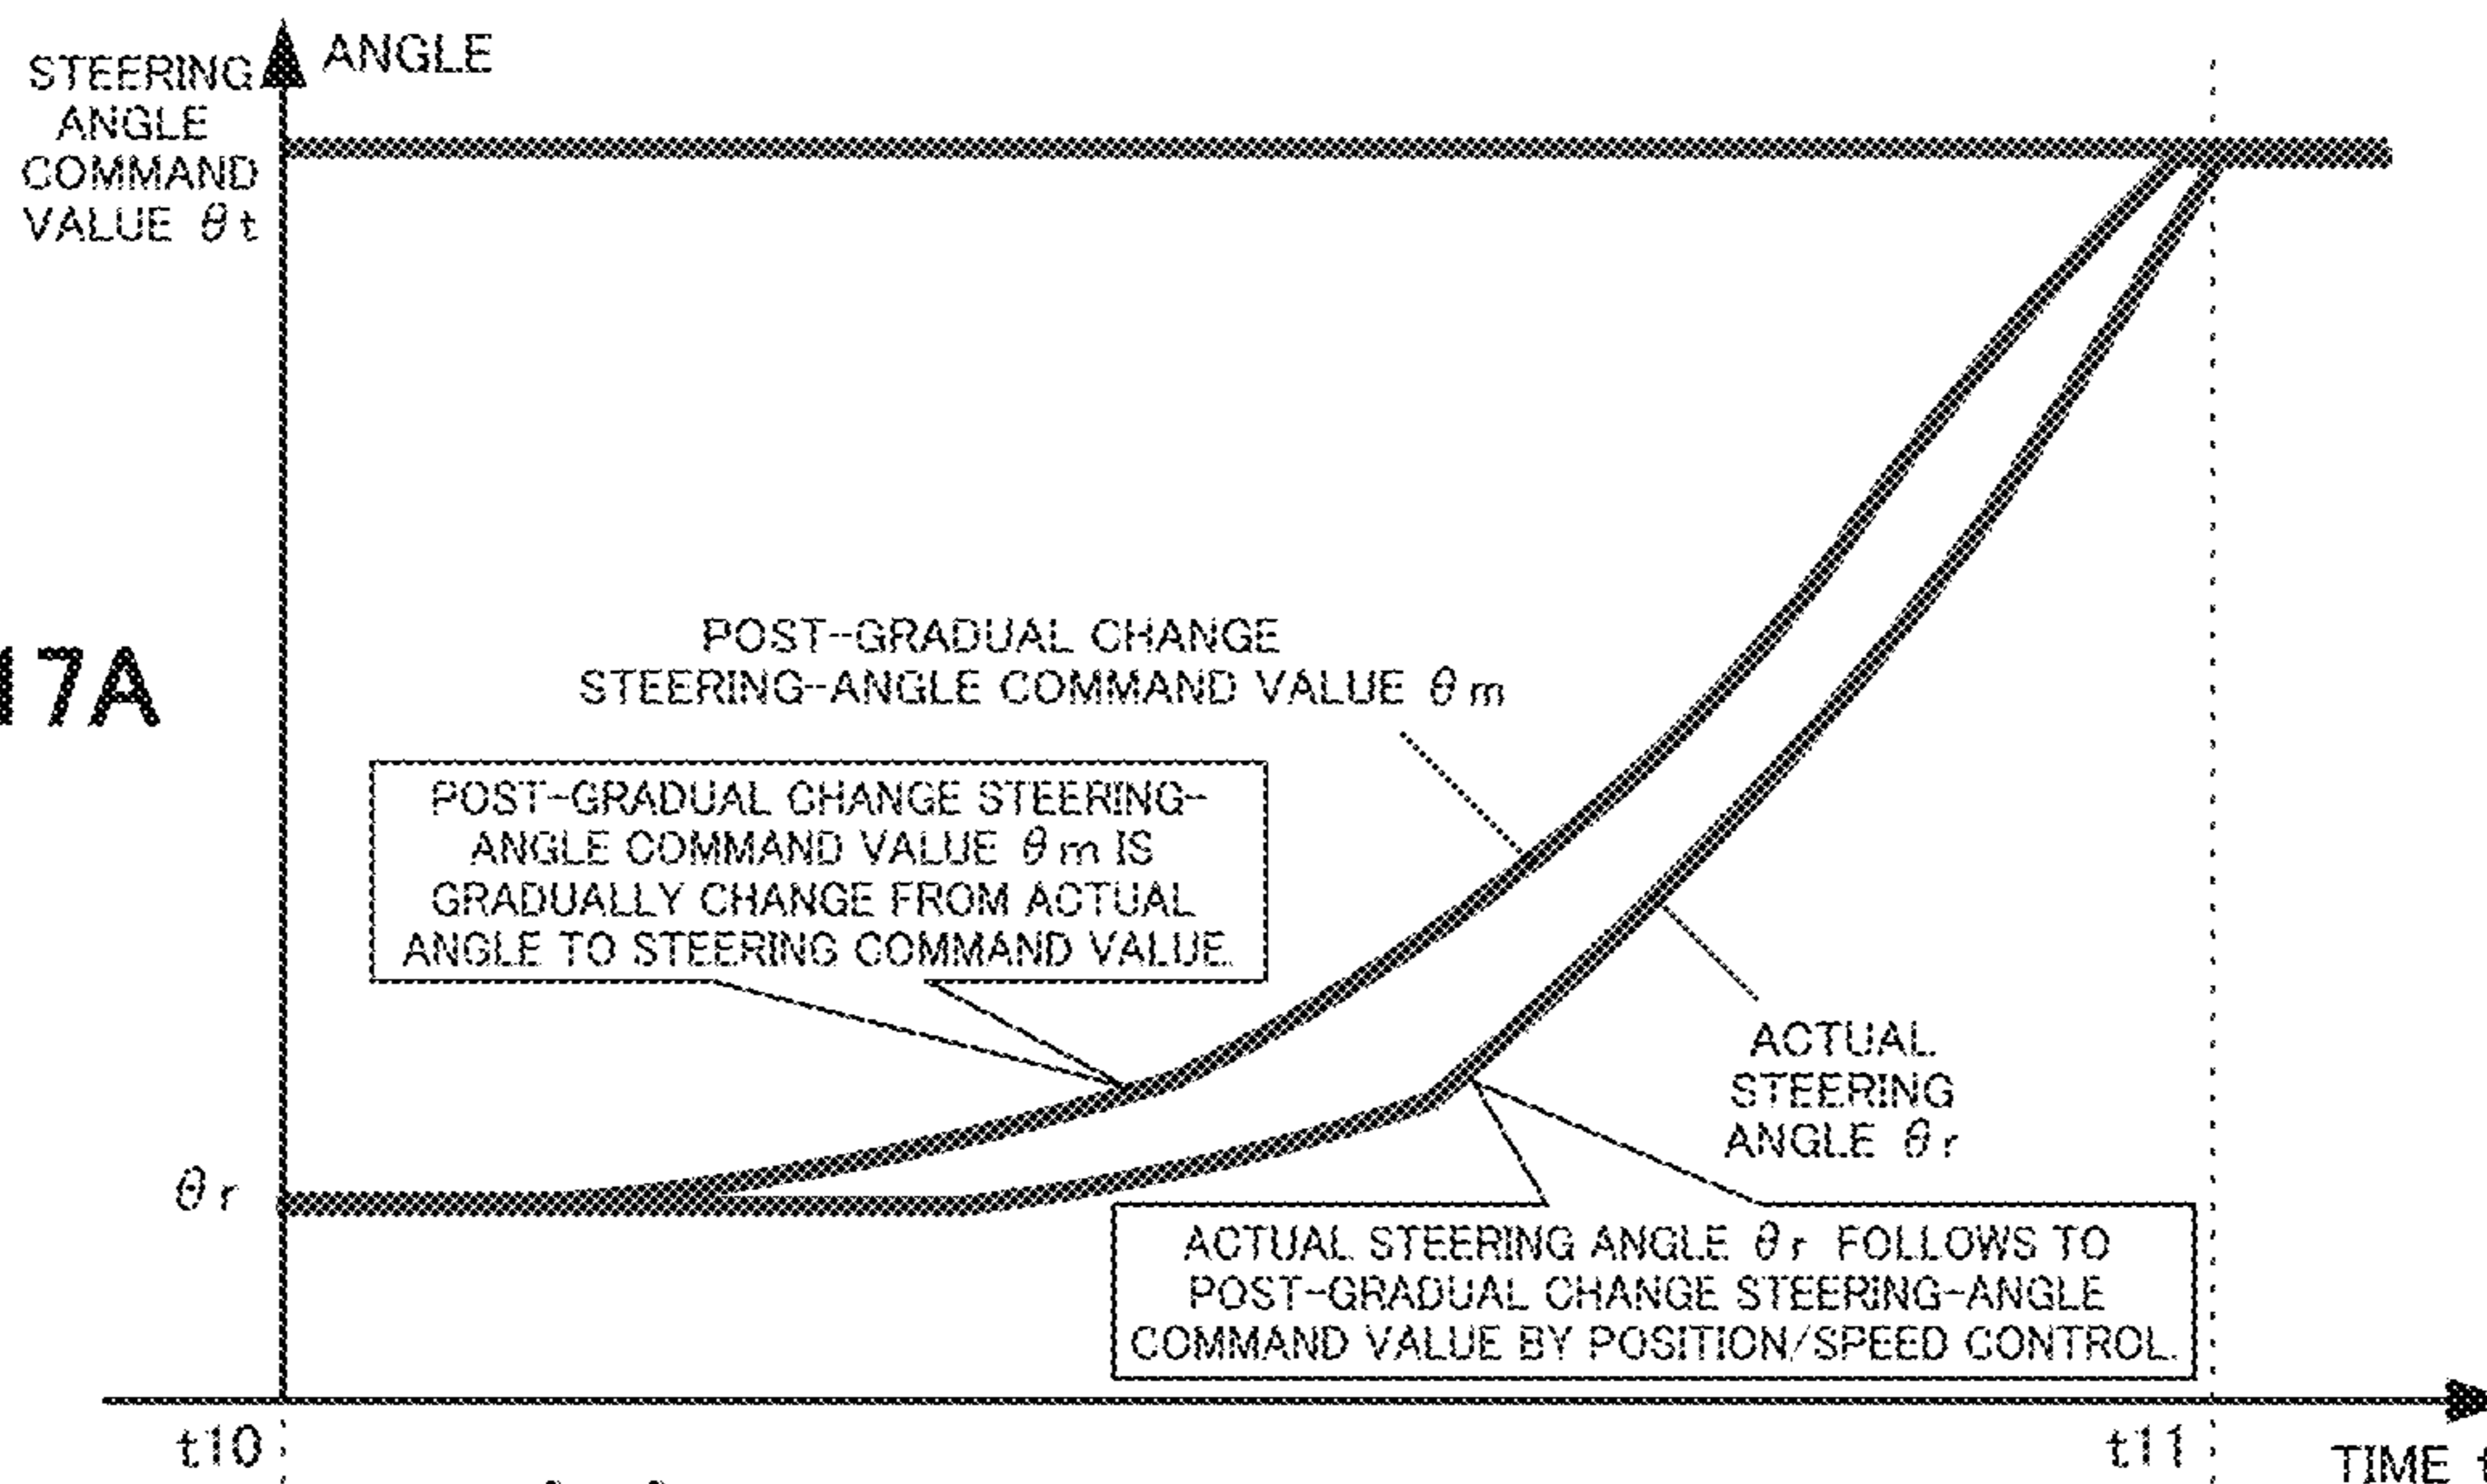 ANGLE
STEERING
ANGLE
COMMAND
VALUE θt
17A
POST-GRADUAL CHANGE
STEERING-ANGLE COMMAND VALUE θm
POST-GRADUAL CHANGE STEERING-
ANGLE COMMAND VALUE θm IS
GRADUALLY CHANGE FROM ACTUAL
ANGLE TO STEERING COMMAND VALUE.
ACTUAL
STEERING
ANGLE θr
θr
ACTUAL STEERING ANGLE θr FOLLOWS TO
POST-GRADUAL CHANGE STEERING-ANGLE
COMMAND VALUE BY POSITION/SPEED CONTROL.
t10
t11
TIME